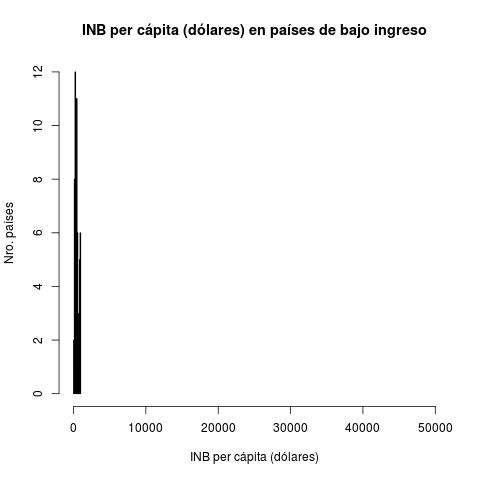 INB per cápita (dólares) en países de bajo ingreso
12
10
8
6
4
2
0
Nro. países
0 10000 20000 30000 40000 50000
INB per cápita (dólares)